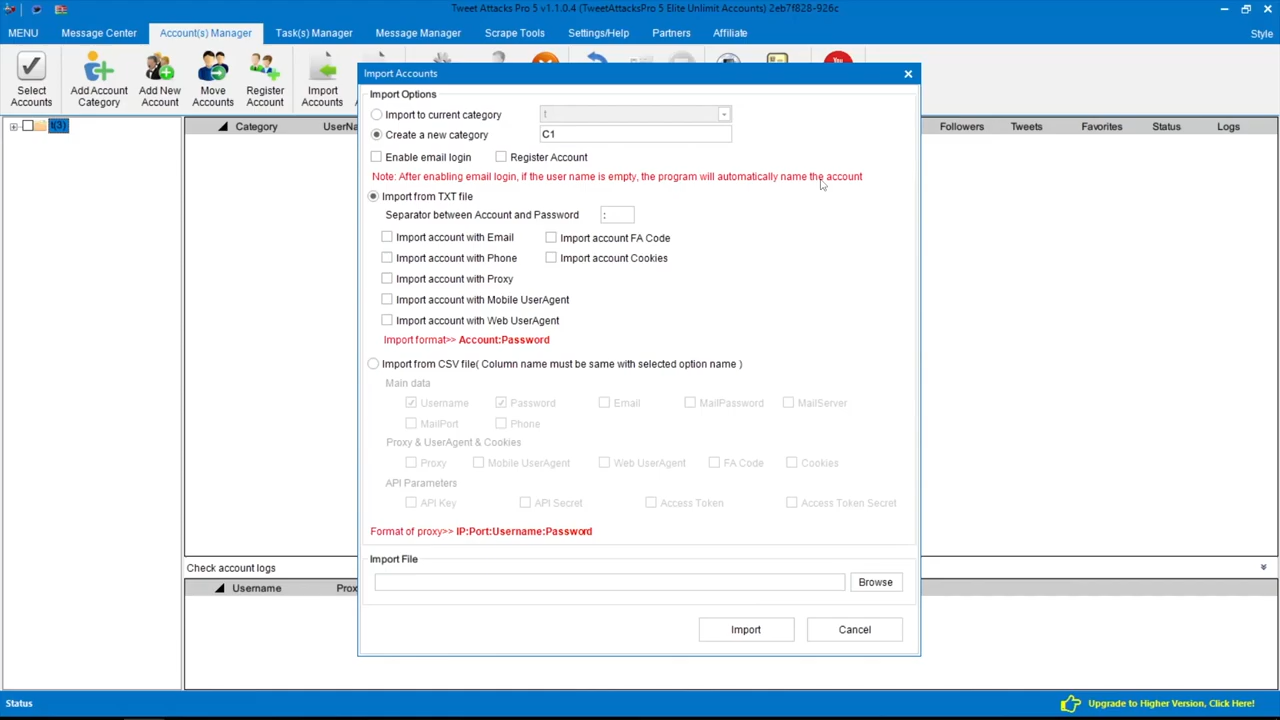 Tweet Attacks Pro 5 v1.1.0.4 (TweetAttacksPro 5 Elite Unlimit Accounts) 2eb7f828-926c
MENU Message Center Account(s) Manager Task(s) Manager Message Manager Scrape Tools Settings/Help Partners Affiliate Style
Select Accounts
Add Account Category
Add New Account
Move Accounts
Register Account
Import Accounts
Import Accounts
Import Options
Import to current category t
Create a new category C1
Enable email login Register Account
Note: After enabling email login, if the user name is empty, the program will automatically name the account
Import from TXT file
Separator between Account and Password :
Import account with Email Import account FA Code
Import account with Phone Import account Cookies
Import account with Proxy
Import account with Mobile UserAgent
Import account with Web UserAgent
Import format>> Account:Password
Import from CSV file( Column name must be same with selected option name )
Main data
Username Password Email MailPassword MailServer
MailPort Phone
Proxy & UserAgent & Cookies
Proxy Mobile UserAgent Web UserAgent FA Code Cookies
API Parameters
API Key API Secret Access Token Access Token Secret
Format of proxy>> IP:Port:Username:Password
Import File
Browse
Import Cancel
t(3)
Category UserNa Followers Tweets Favorites Status Logs
Check account logs
Username Prox
Status Upgrade to Higher Version, Click Here!